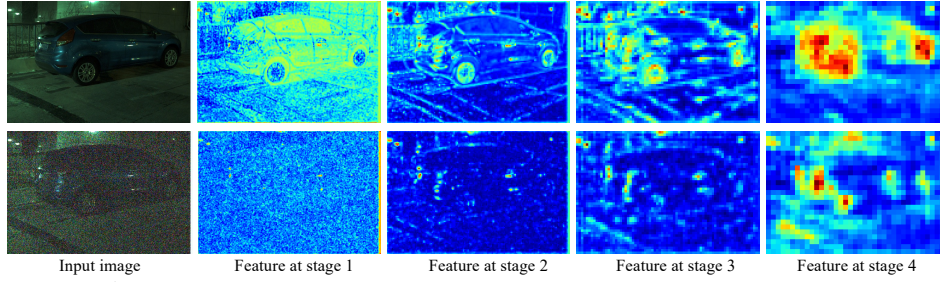 Input image
Feature at stage 1
Feature at stage 2
Feature at stage 3
Feature at stage 4